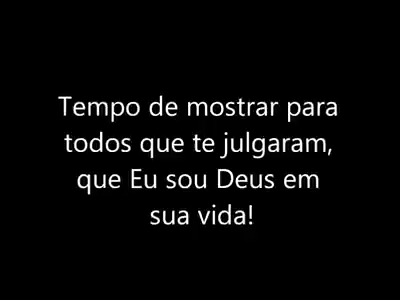 Tempo de mostrar para
todos que te julgaram,
que Eu sou Deus em
sua vida!